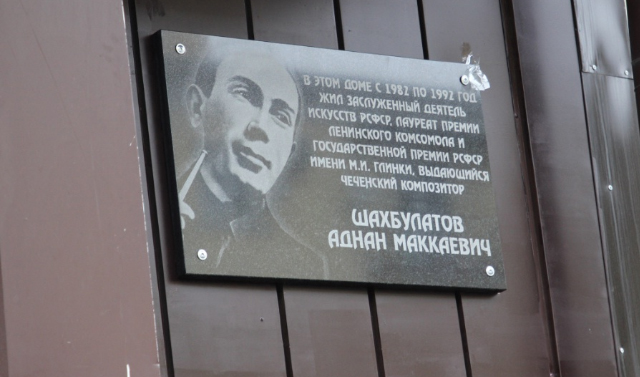 В ЭТОМ ДОМЕ С 1982 ПО 1992 ГОД
ЖИЛ ЗАСЛУЖЕННЫЙ ДЕЯТЕЛЬ
ИСКУССТВ РСФСР, ЛАУРЕАТ ПРЕМИИ
ЛЕНИНСКОГО КОМСОМОЛА И
ГОСУДАРСТВЕННОЙ ПРЕМИИ РСФСР
ИМЕНИ М.И. ГЛИНКИ, ВЫДАЮЩИЙСЯ
ЧЕЧЕНСКИЙ КОМПОЗИТОР
ШАХБУЛАТОВ
АДНАН МАККАЕВИЧ